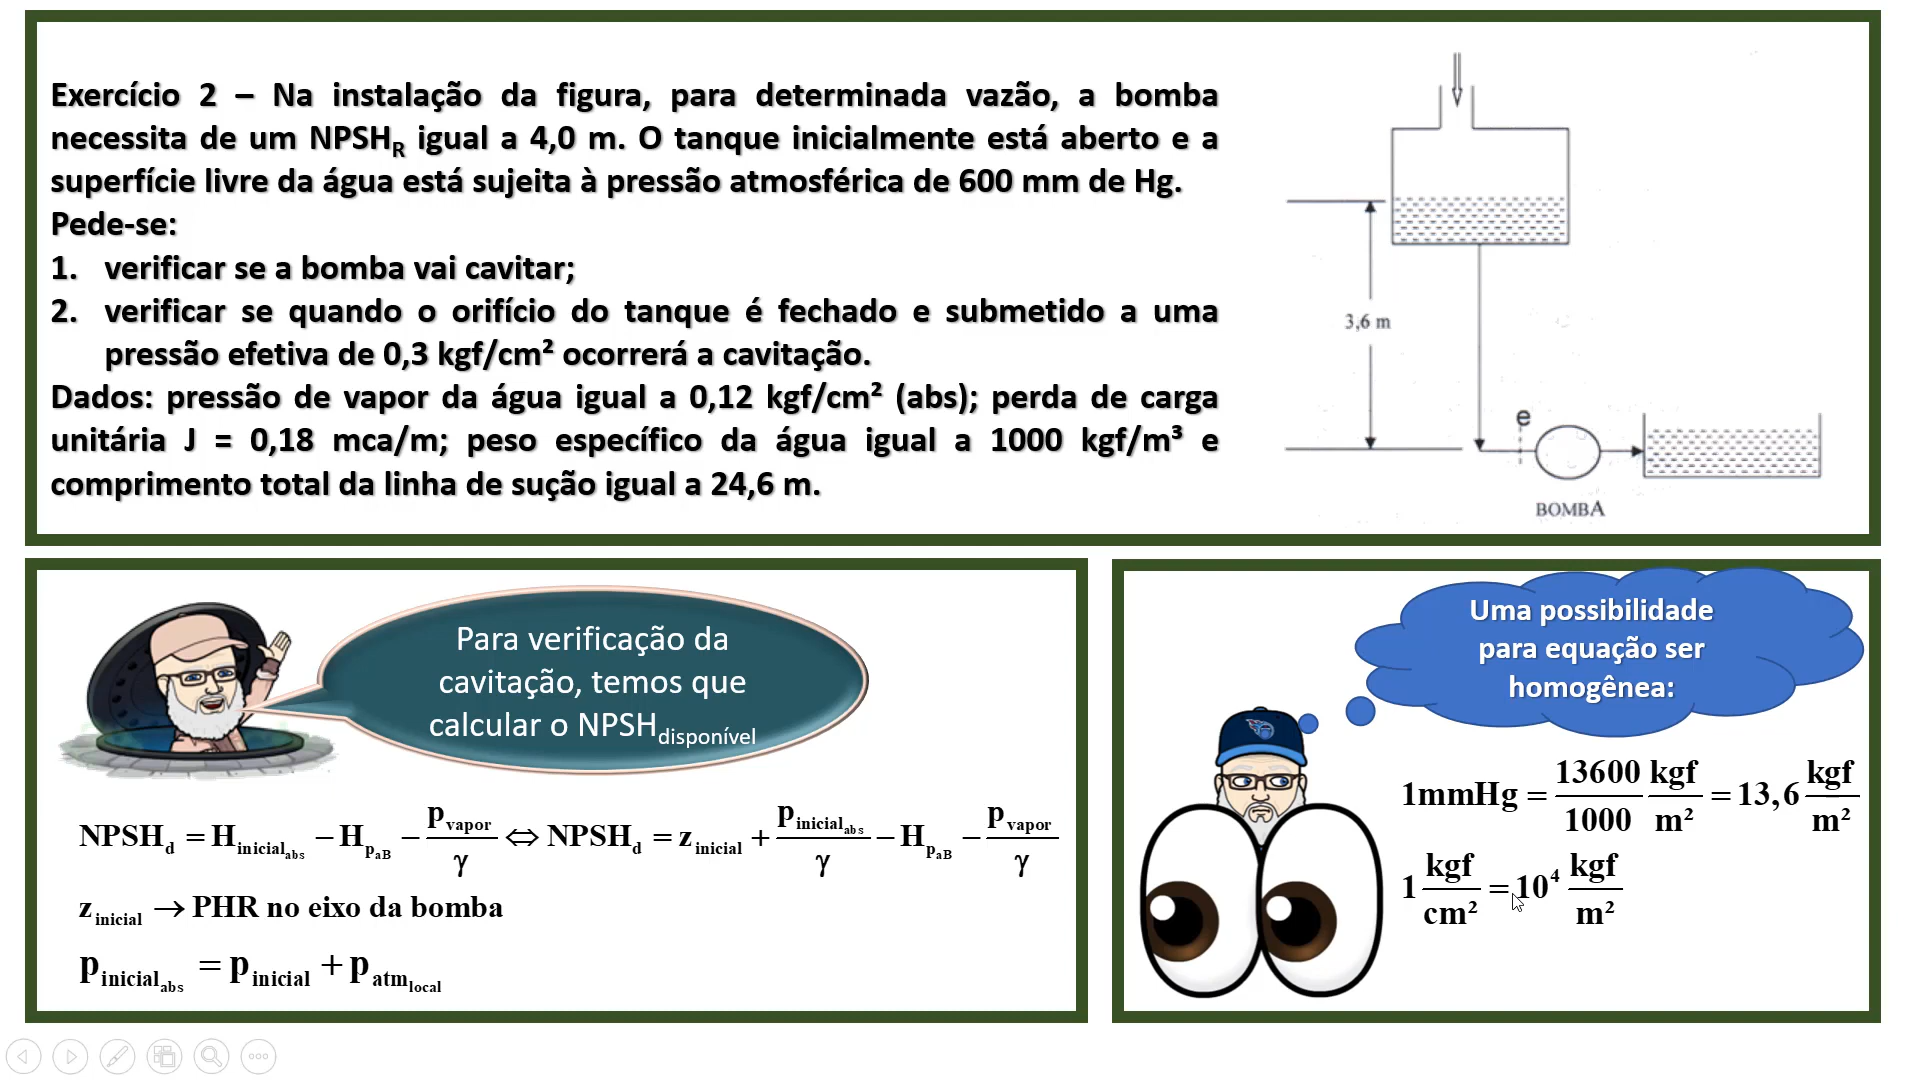 Exercício 2 – Na instalação da figura, para determinada vazão, a bomba
necessita de um NPSH_R igual a 4,0 m. O tanque inicialmente está aberto e a
superfície livre da água está sujeita à pressão atmosférica de 600 mm de Hg.
Pede-se:
1. verificar se a bomba vai cavitar;
2. verificar se quando o orifício do tanque é fechado e submetido a uma
pressão efetiva de 0,3 kgf/cm² ocorrerá a cavitação.
Dados: pressão de vapor da água igual a 0,12 kgf/cm² (abs); perda de carga
unitária J = 0,18 mca/m; peso específico da água igual a 1000 kgf/m³ e
comprimento total da linha de sução igual a 24,6 m.
3,6 m
e
BOMBA
Para verificação da
cavitação, temos que
calcular o NPSH_disponível
NPSH_d = H_inicial_abs − H_p_aB − p_vapor/γ ⇔ NPSH_d = z_inicial + p_inicial_abs/γ − H_p_aB − p_vapor/γ
z_inicial → PHR no eixo da bomba
p_inicial_abs = p_inicial + p_atm_local
Uma possibilidade
para equação ser
homogênea:
1mmHg = 13600/1000 kgf/m² = 13,6 kgf/m²
1 kgf/cm² = 10⁴ kgf/m²